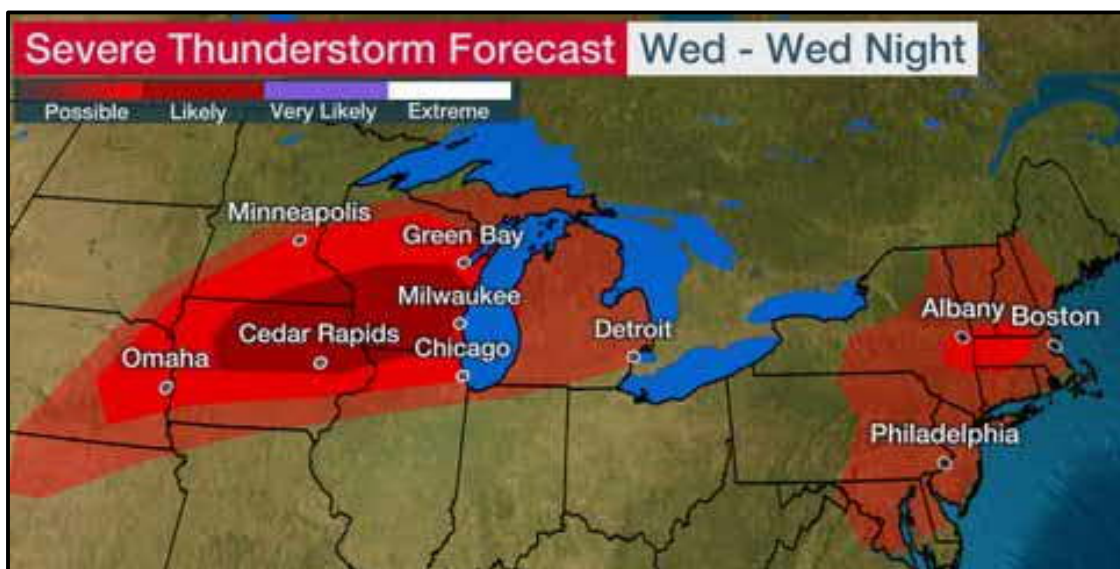 Severe Thunderstorm Forecast Wed - Wed Night
Possible Likely Very Likely Extreme
Minneapolis
Green Bay
Milwaukee
Cedar Rapids
Chicago
Omaha
Detroit
Albany Boston
Philadelphia